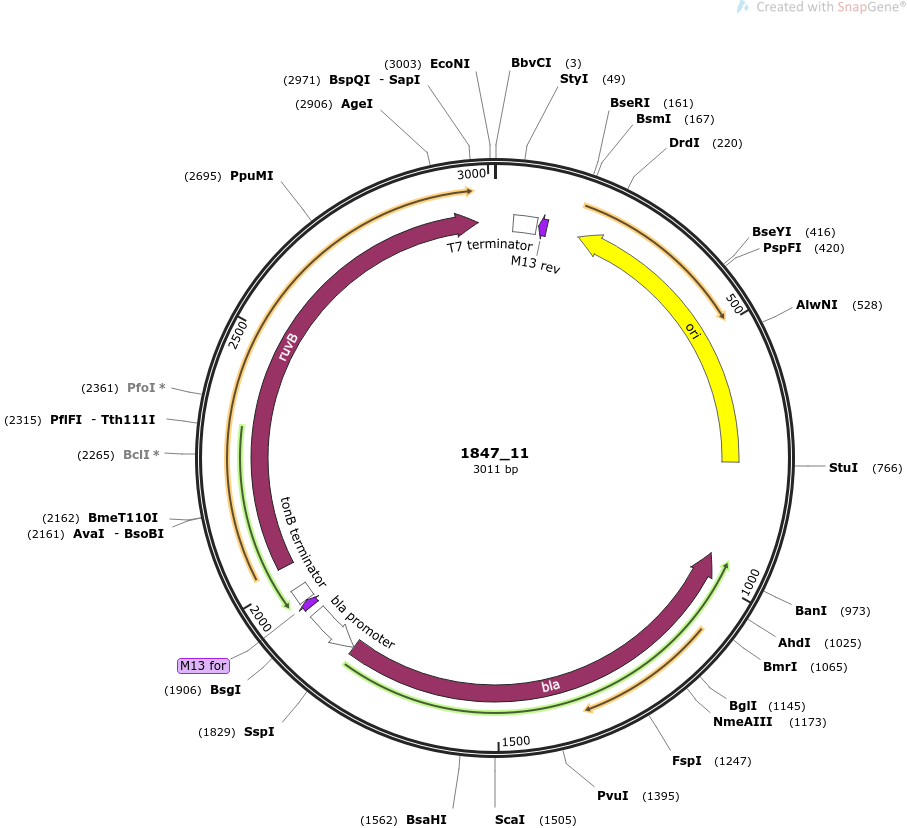 Created with SnapGene®
(3003) EcoNI
BbvCI (3)
(2971) BspQI - SapI
StyI (49)
(2906) AgeI
BseRI (161)
BsmI (167)
DrdI (220)
(2695) PpuMI
3000
BseYI (416)
PspFI (420)
T7 terminator
M13 rev
500
AlwNI (528)
ori
2500
ruvB
(2361) PfoI *
(2315) PflFI - Tth111I
(2265) BclI *
1847_11
3011 bp
StuI (766)
(2162) BmeT110I
(2161) AvaI - BsoBI
tonB terminator
1000
BanI (973)
2000
bla promoter
AhdI (1025)
M13 for
BmrI (1065)
(1906) BsgI
bla
BglI (1145)
NmeAIII (1173)
(1829) SspI
1500
FspI (1247)
PvuI (1395)
(1562) BsaHI
ScaI (1505)